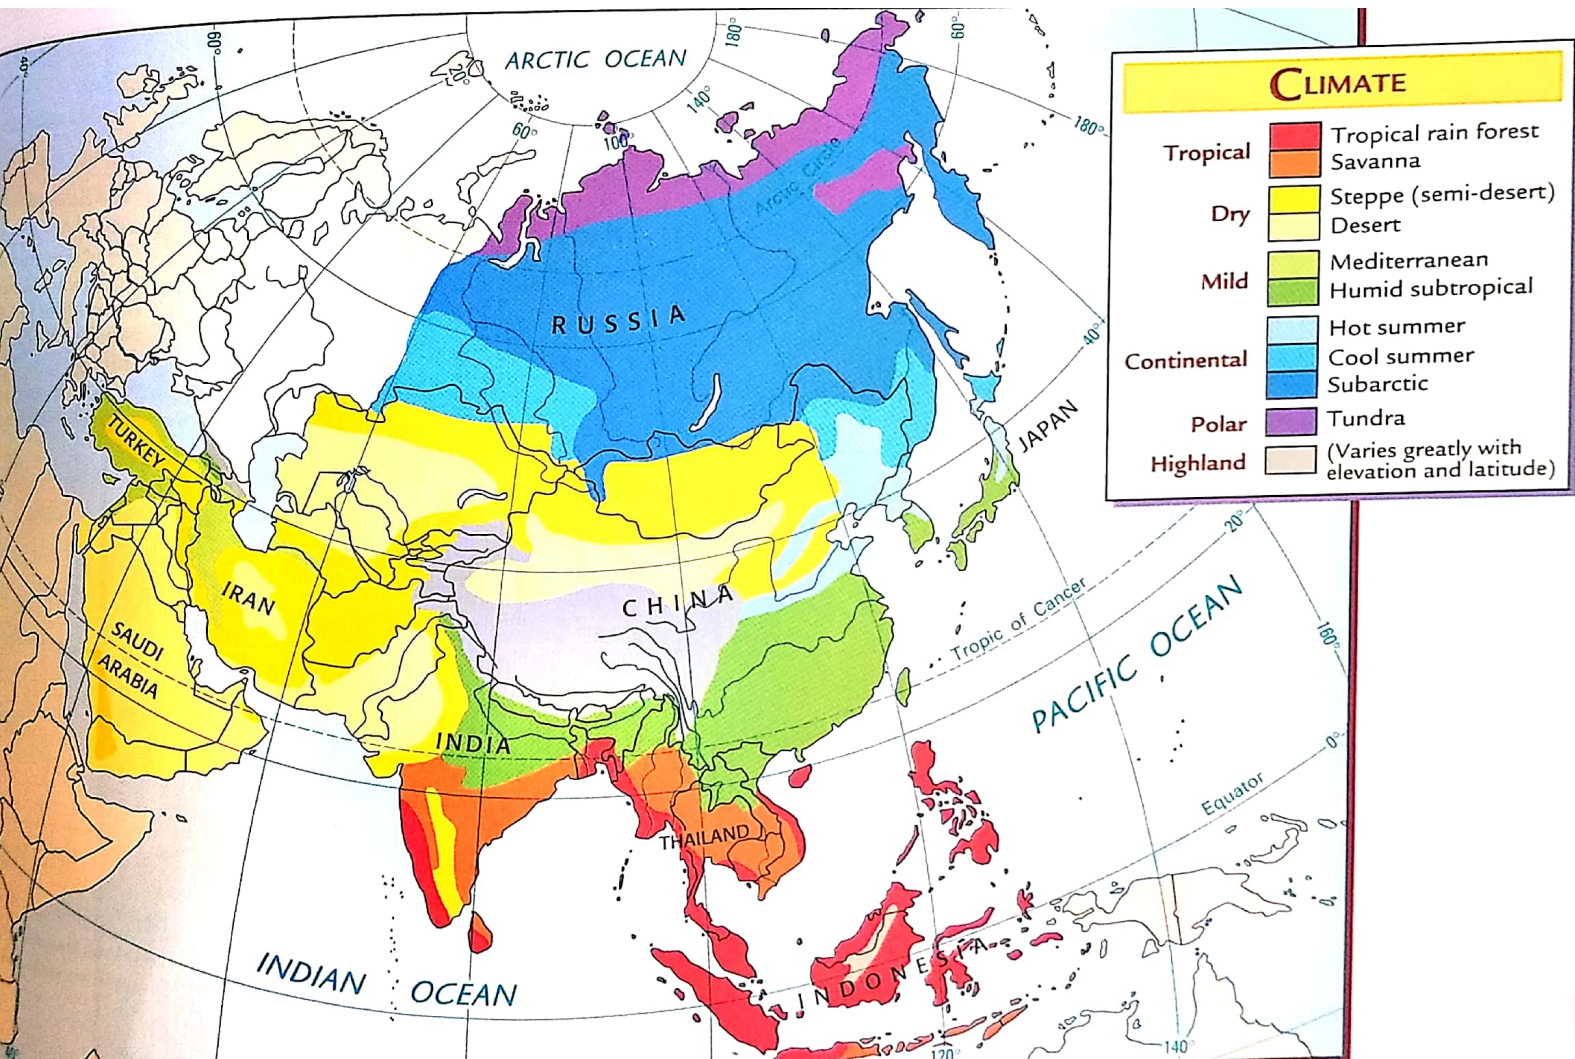 ARCTIC OCEAN
40°
60°
20°
60°
100°
140°
180°
60°
180°
40°
20°
160°
0°
120°
140°
Arctic Circle
RUSSIA
JAPAN
TURKEY
IRAN
CHINA
SAUDI
ARABIA
INDIA
THAILAND
INDONESIA
Tropic of Cancer
PACIFIC OCEAN
Equator
INDIAN OCEAN
CLIMATE
Tropical
Tropical rain forest
Savanna
Dry
Steppe (semi-desert)
Desert
Mild
Mediterranean
Humid subtropical
Continental
Hot summer
Cool summer
Subarctic
Polar
Tundra
Highland
(Varies greatly with
elevation and latitude)